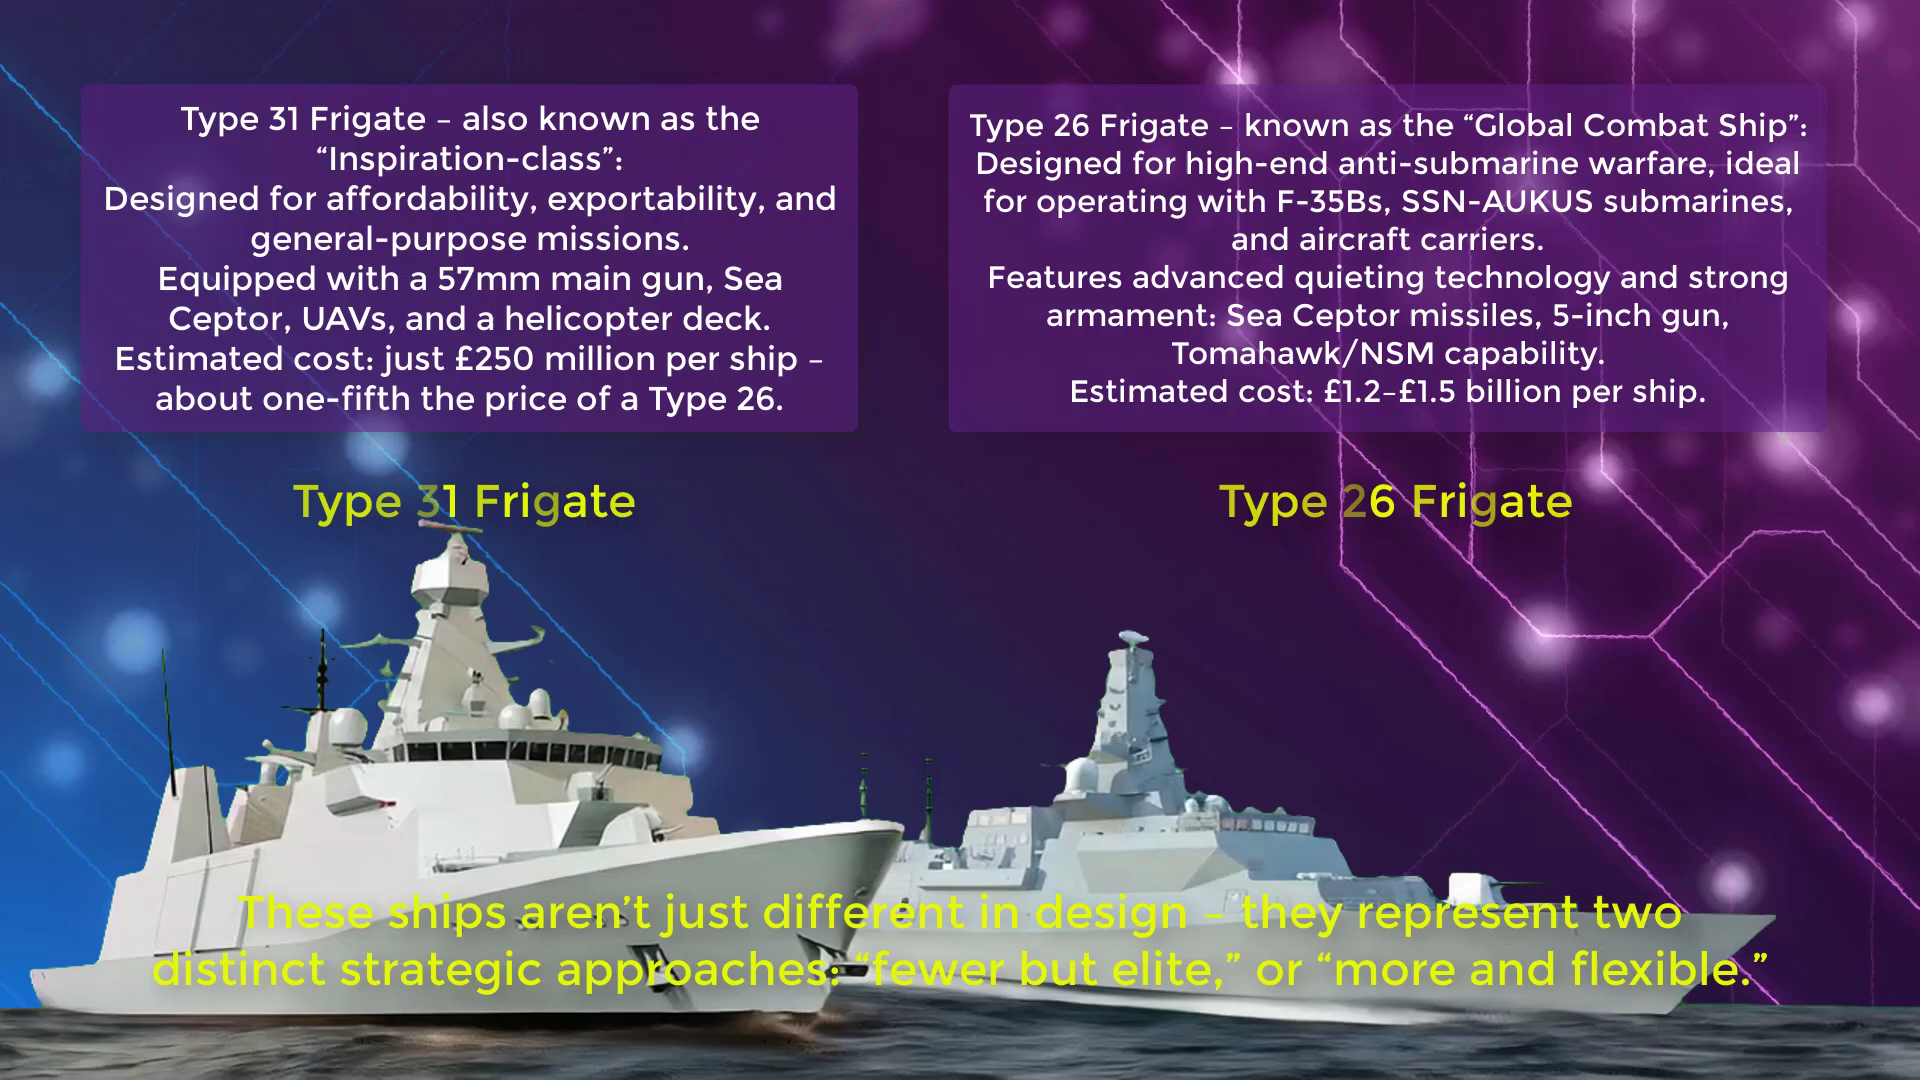 Type 31 Frigate – also known as the
“Inspiration-class”:
Designed for affordability, exportability, and
general-purpose missions.
Equipped with a 57mm main gun, Sea
Ceptor, UAVs, and a helicopter deck.
Estimated cost: just £250 million per ship –
about one-fifth the price of a Type 26.
Type 26 Frigate – known as the “Global Combat Ship”:
Designed for high-end anti-submarine warfare, ideal
for operating with F-35Bs, SSN-AUKUS submarines,
and aircraft carriers.
Features advanced quieting technology and strong
armament: Sea Ceptor missiles, 5-inch gun,
Tomahawk/NSM capability.
Estimated cost: £1.2–£1.5 billion per ship.
Type 31 Frigate
Type 26 Frigate
These ships aren’t just different in design – they represent two
distinct strategic approaches: “fewer but elite,” or “more and flexible.”